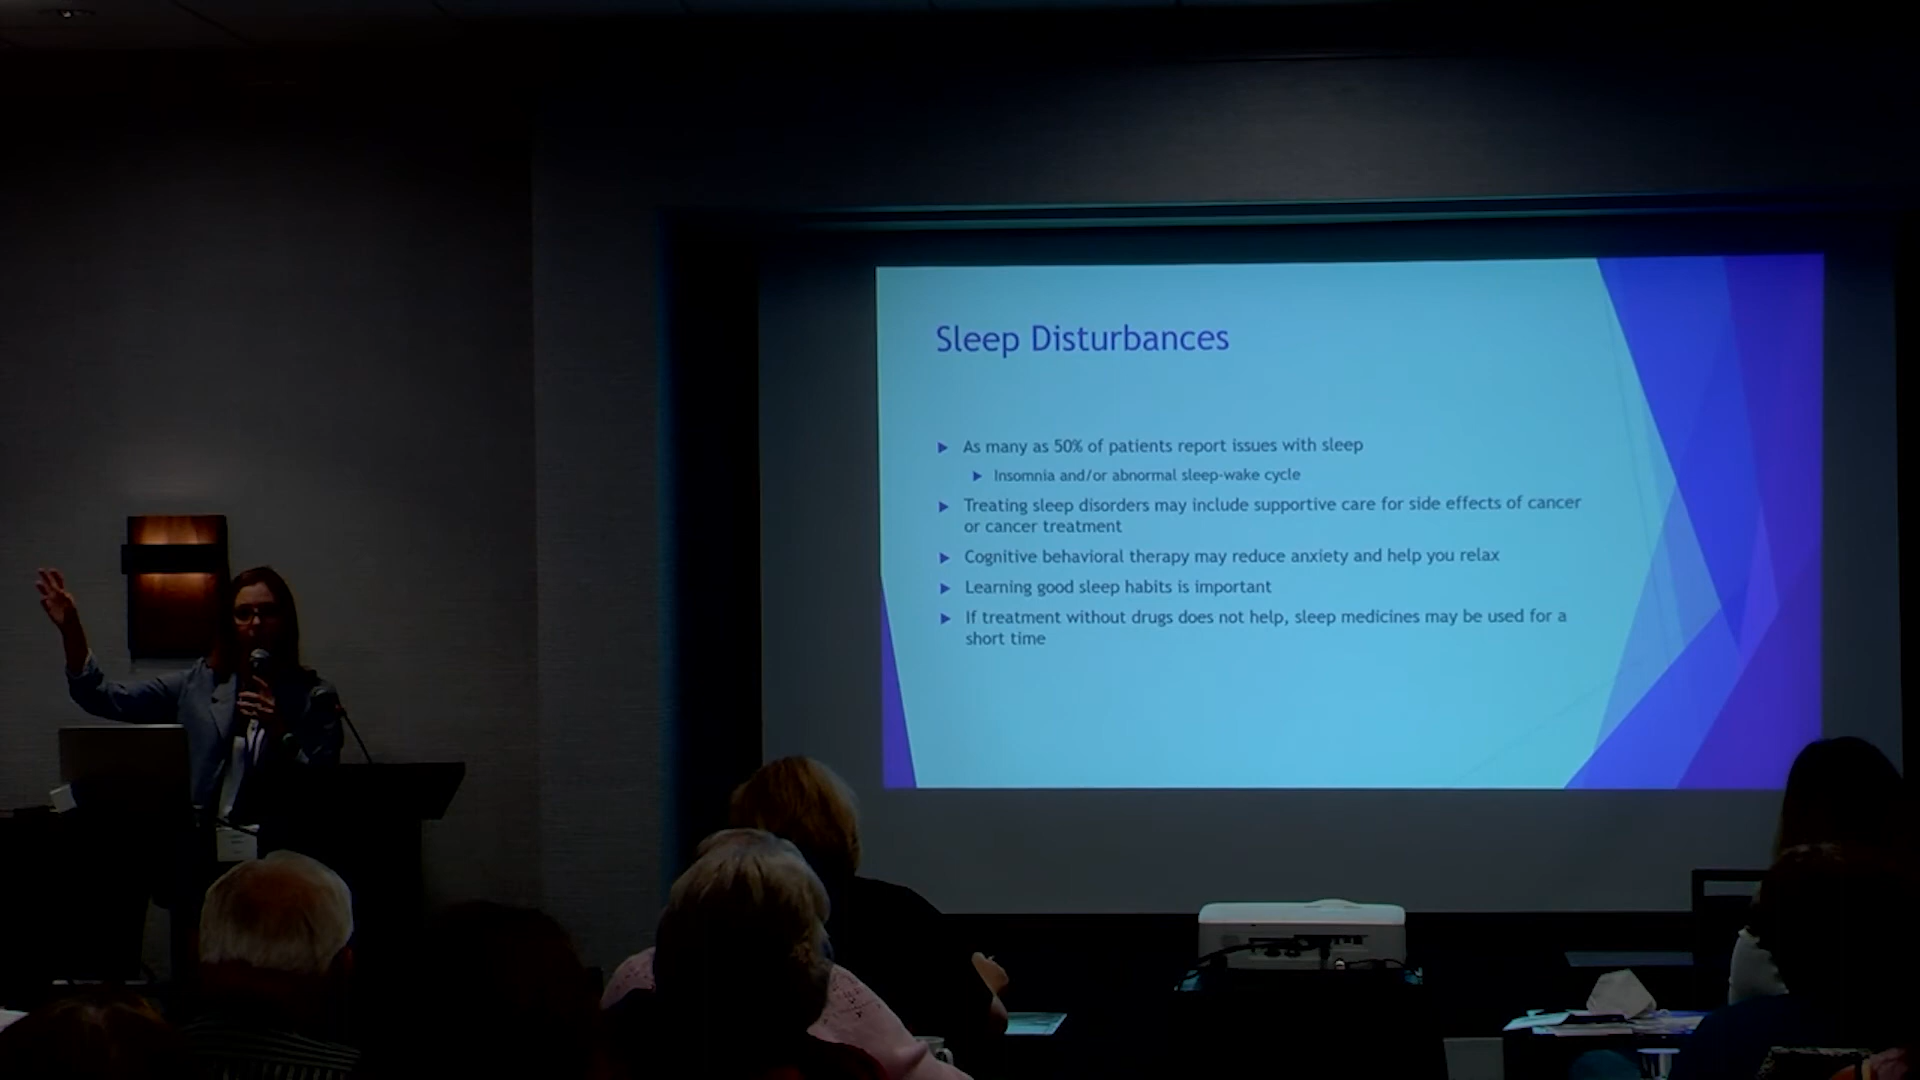 Sleep Disturbances
As many as 50% of patients report issues with sleep
Insomnia and/or abnormal sleep-wake cycle
Treating sleep disorders may include supportive care for side effects of cancer
or cancer treatment
Cognitive behavioral therapy may reduce anxiety and help you relax
Learning good sleep habits is important
If treatment without drugs does not help, sleep medicines may be used for a
short time